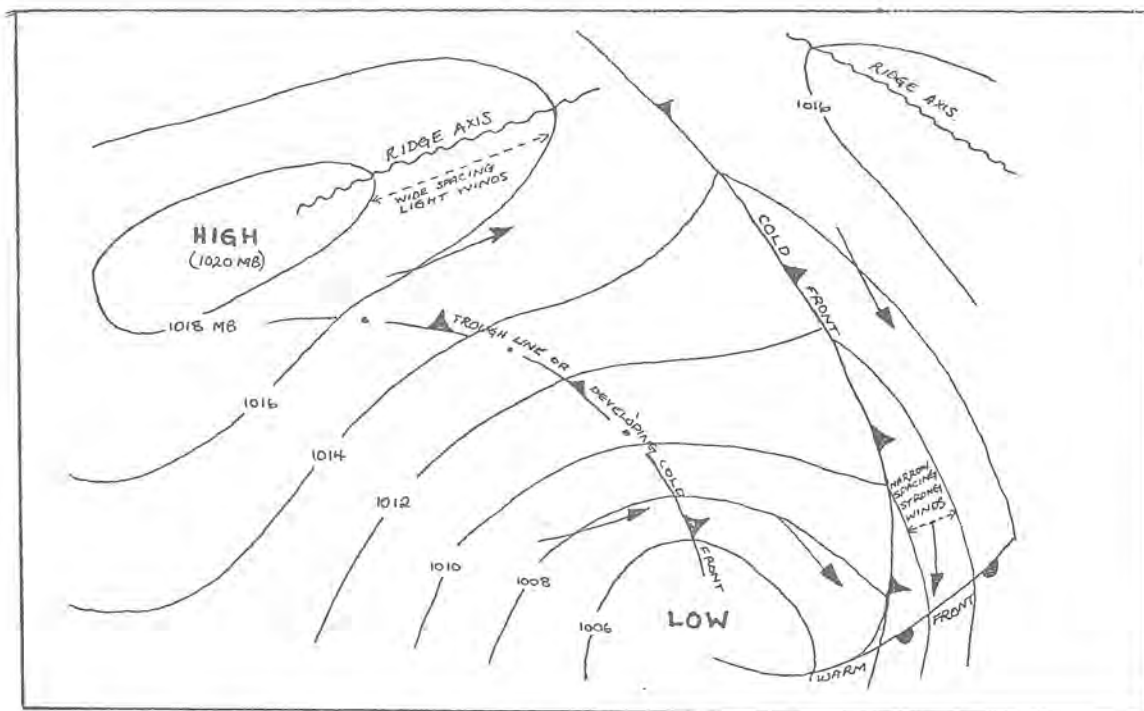 RIDGE AXIS
WIDE SPACING
LIGHT WINDS
HIGH
(1020 MB)
1018 MB
1016
RIDGE AXIS.
COLD FRONT
TROUGH LINE OR DEVELOPING COLD FRONT
1016
1014
1012
1010
1008
1006
NARROW
SPACING
STRONG
WINDS
LOW
WARM FRONT